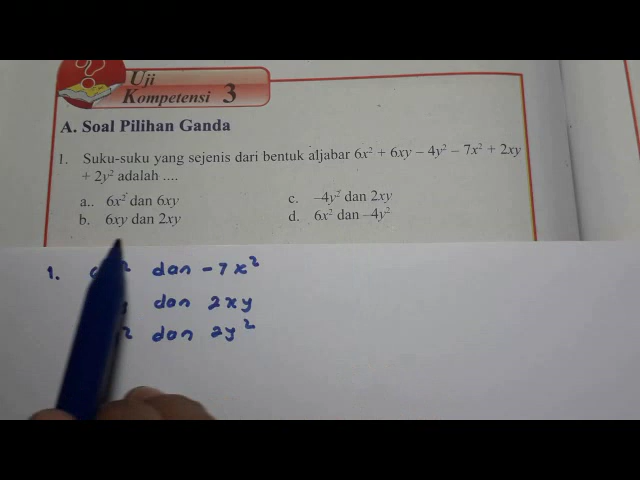 Uji
Kompetensi 3
A. Soal Pilihan Ganda
1. Suku-suku yang sejenis dari bentuk aljabar 6x² + 6xy – 4y² – 7x² + 2xy
+ 2y² adalah ....
a.. 6x² dan 6xy
c. –4y² dan 2xy
b. 6xy dan 2xy
d. 6x² dan –4y²
1. dan -7x²
dan 2xy
dan 2y²